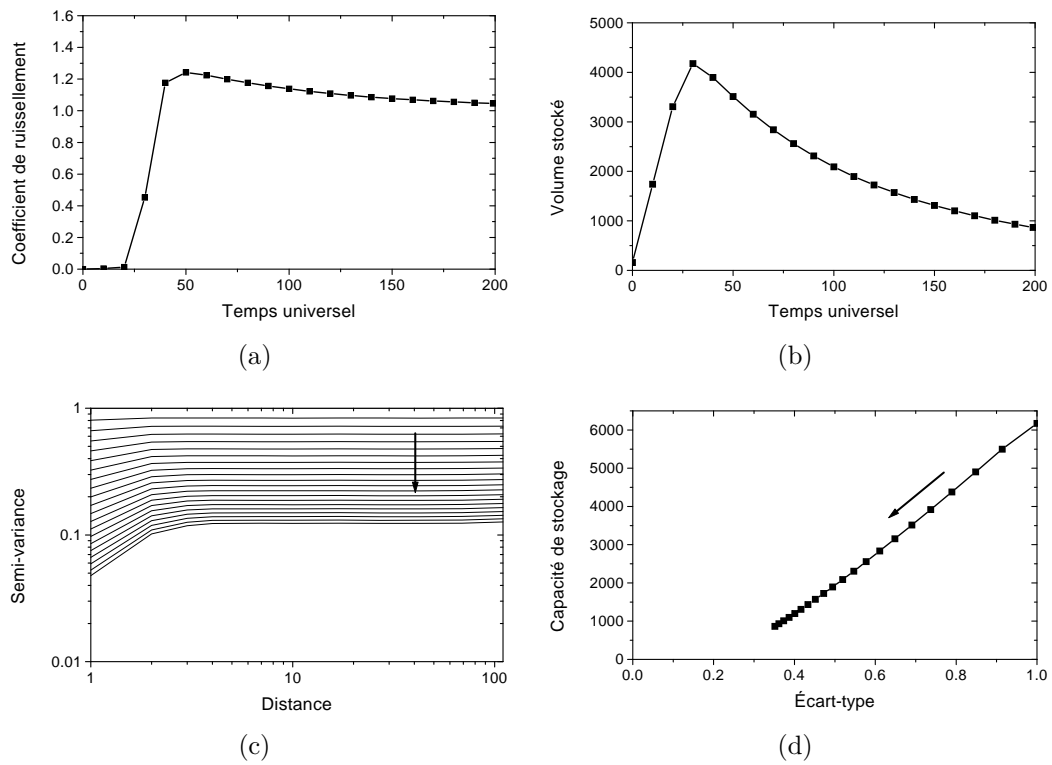 1.6
1.4
1.2
1.0
0.8
0.6
0.4
0.2
0.0
0 50 100 150 200
Coefficient de ruissellement
Temps universel
(a)
5000
4000
3000
2000
1000
0
0 50 100 150 200
Volume stocké
Temps universel
(b)
1
0.1
0.01
1 10 100
Semi-variance
Distance
(c)
6000
5000
4000
3000
2000
1000
0
0.0 0.2 0.4 0.6 0.8 1.0
Capacité de stockage
Écart-type
(d)